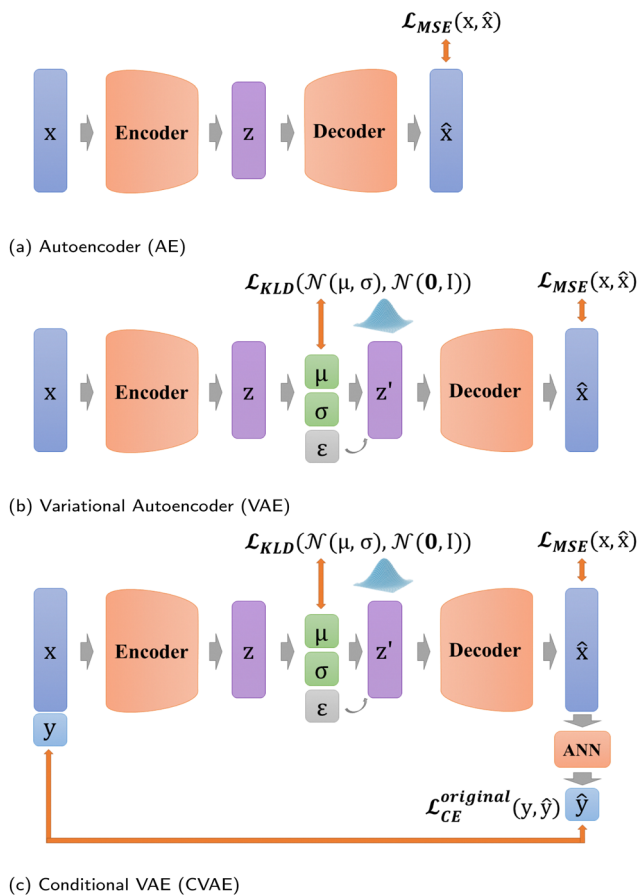 ℒ_MSE(x, x̂)
x Encoder z Decoder x̂
(a) Autoencoder (AE)
ℒ_KLD(𝒩(μ, σ), 𝒩(𝟎, I)) ℒ_MSE(x, x̂)
x Encoder z μ z' Decoder x̂
σ
ε
(b) Variational Autoencoder (VAE)
ℒ_KLD(𝒩(μ, σ), 𝒩(𝟎, I)) ℒ_MSE(x, x̂)
x Encoder z μ z' Decoder x̂
σ
ε
y
ANN
ℒ_CE^original(y, ŷ) ŷ
(c) Conditional VAE (CVAE)